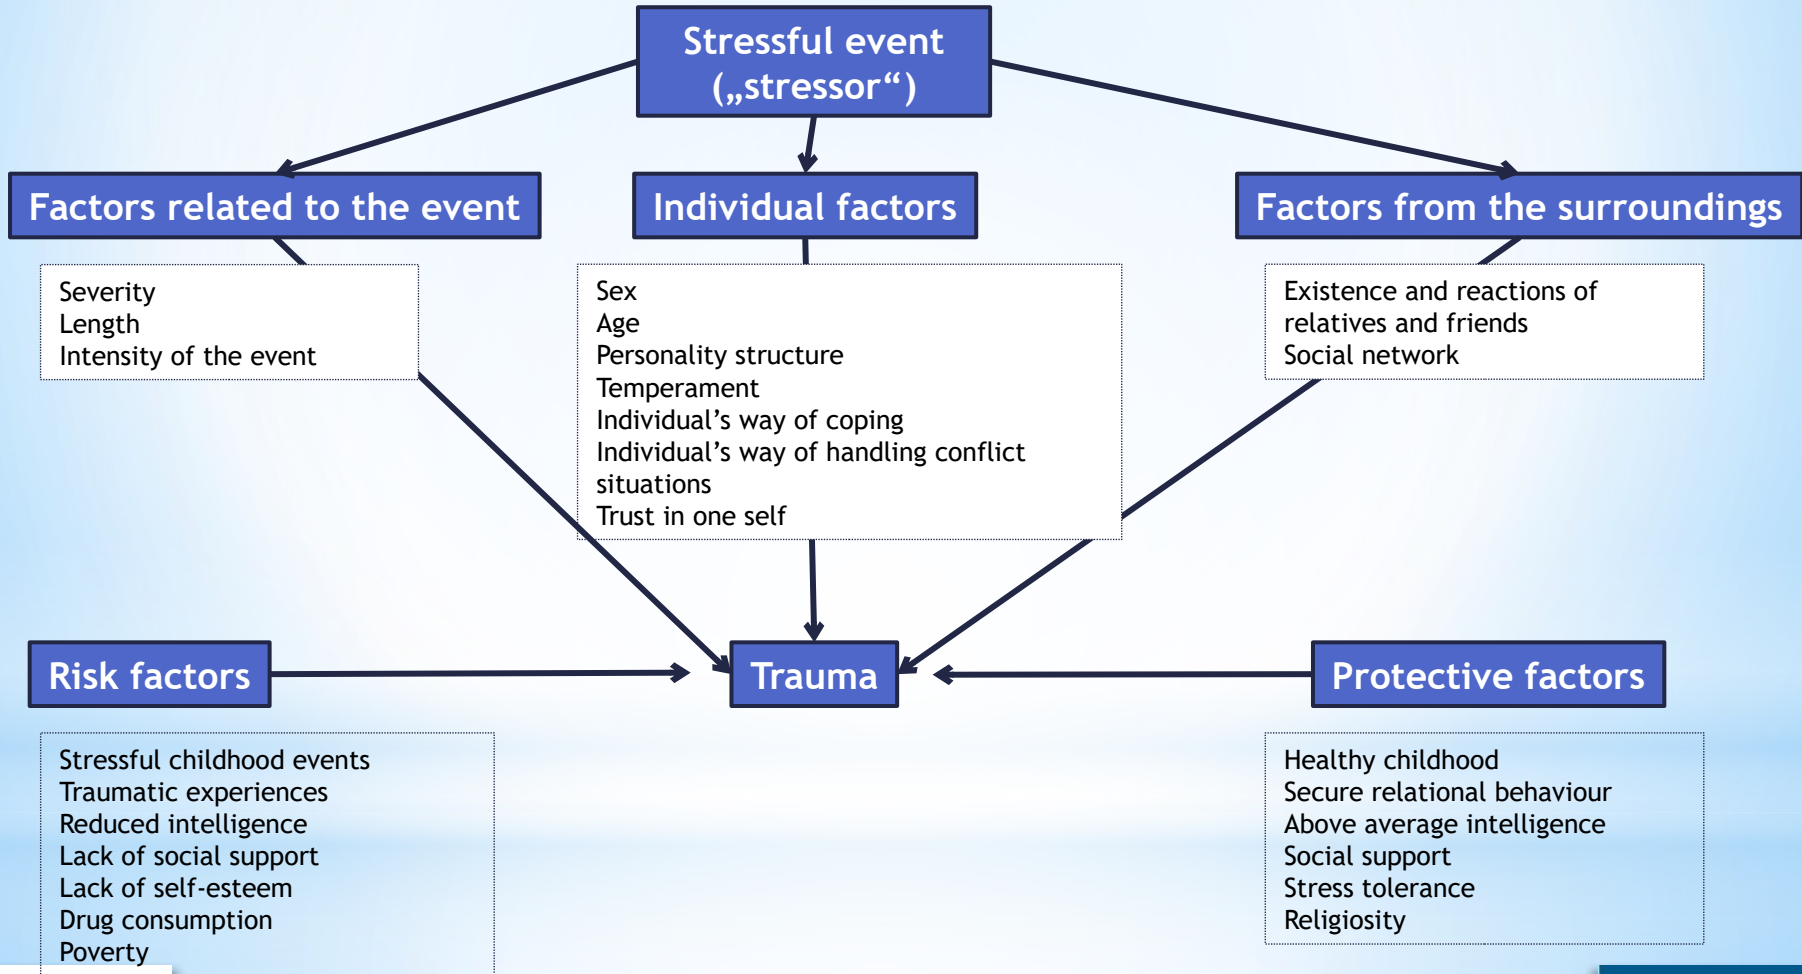 Stressful event
(„stressor“)
Factors related to the event
Individual factors
Factors from the surroundings
Severity
Length
Intensity of the event
Sex
Age
Personality structure
Temperament
Individual’s way of coping
Individual’s way of handling conflict
situations
Trust in one self
Existence and reactions of
relatives and friends
Social network
Risk factors
Trauma
Protective factors
Stressful childhood events
Traumatic experiences
Reduced intelligence
Lack of social support
Lack of self-esteem
Drug consumption
Poverty
Healthy childhood
Secure relational behaviour
Above average intelligence
Social support
Stress tolerance
Religiosity